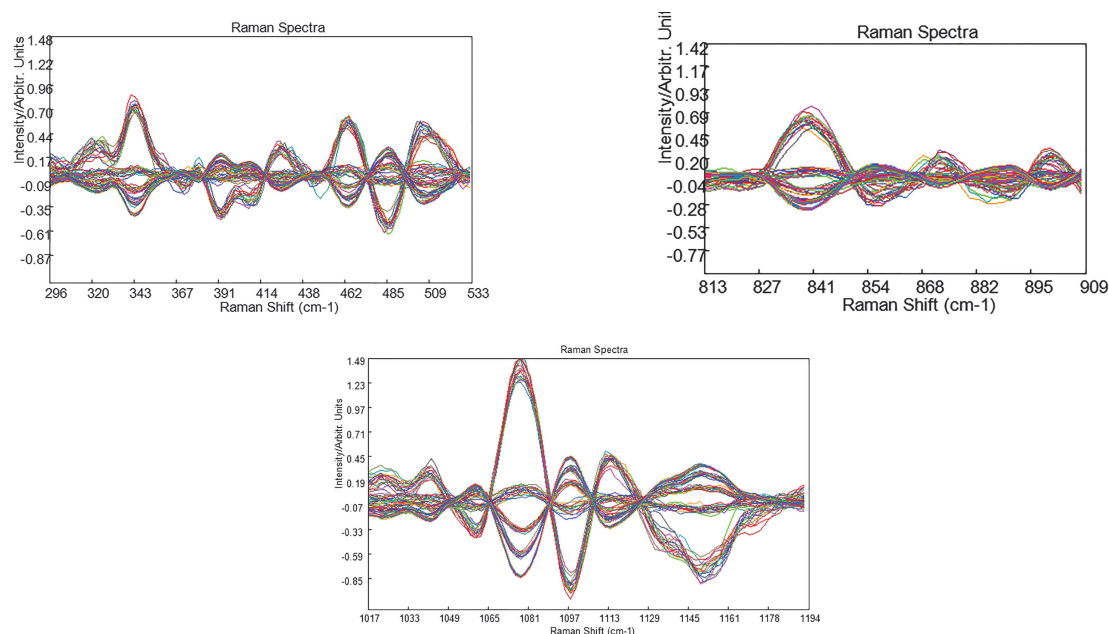 Raman Spectra
Intensity/Arbitr. Units
1.48
1.22
0.96
0.70
0.44
0.17
-0.09
-0.35
-0.61
-0.87
296 320 343 367 391 414 438 462 485 509 533
Raman Shift (cm-1)
Raman Spectra
Intensity/Arbitr. Unit
1.42
1.17
0.93
0.69
0.45
0.20
-0.04
-0.28
-0.53
-0.77
813 827 841 854 868 882 895 909
Raman Shift (cm-1)
Raman Spectra
Intensity/Arbitr. Units
1.49
1.23
0.97
0.71
0.45
0.19
-0.07
-0.33
-0.59
-0.85
1017 1033 1049 1065 1081 1097 1113 1129 1145 1161 1178 1194
Raman Shift (cm-1)